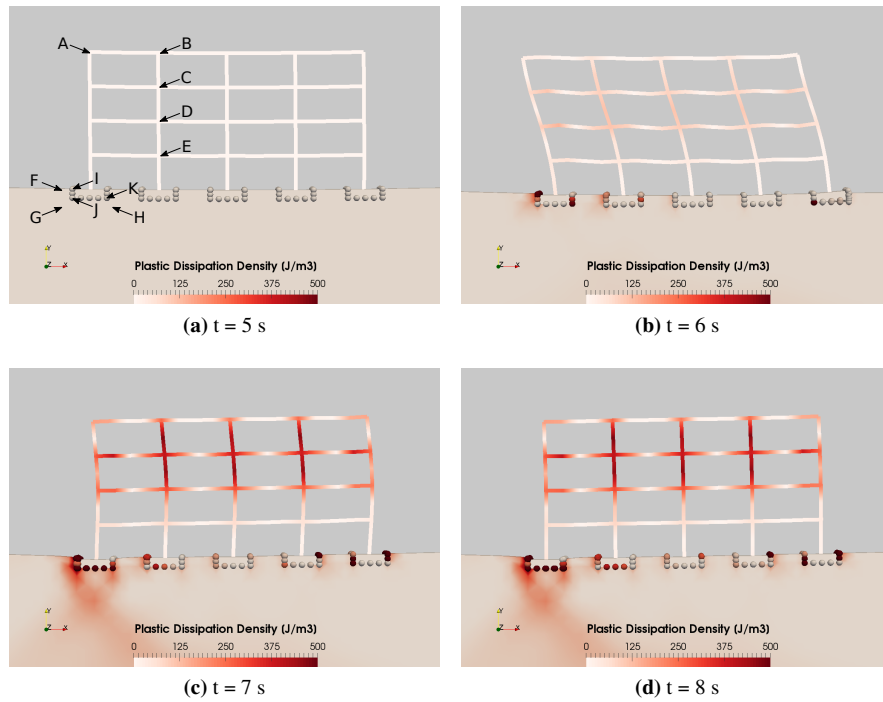 A B
C
D
E
F I K
G J H
Y
Z X
Plastic Dissipation Density (J/m3)
0 125 250 375 500
(a) t = 5 s
Y
Z X
Plastic Dissipation Density (J/m3)
0 125 250 375 500
(b) t = 6 s
Y
Z X
Plastic Dissipation Density (J/m3)
0 125 250 375 500
(c) t = 7 s
Y
Z X
Plastic Dissipation Density (J/m3)
0 125 250 375 500
(d) t = 8 s